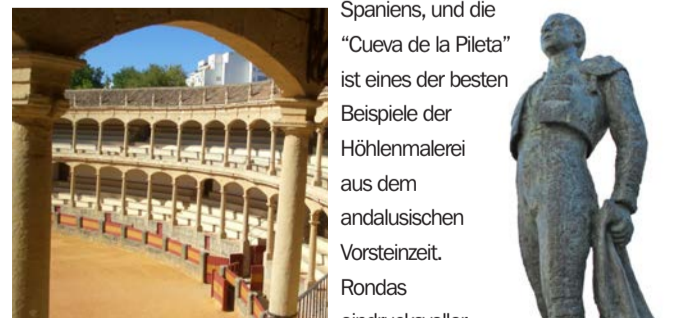 Spaniens, und die
“Cueva de la Pileta”
ist eines der besten
Beispiele der
Höhlenmalerei
aus dem
andalusischen
Vorsteinzeit.
Rondas
eindrucksvoller